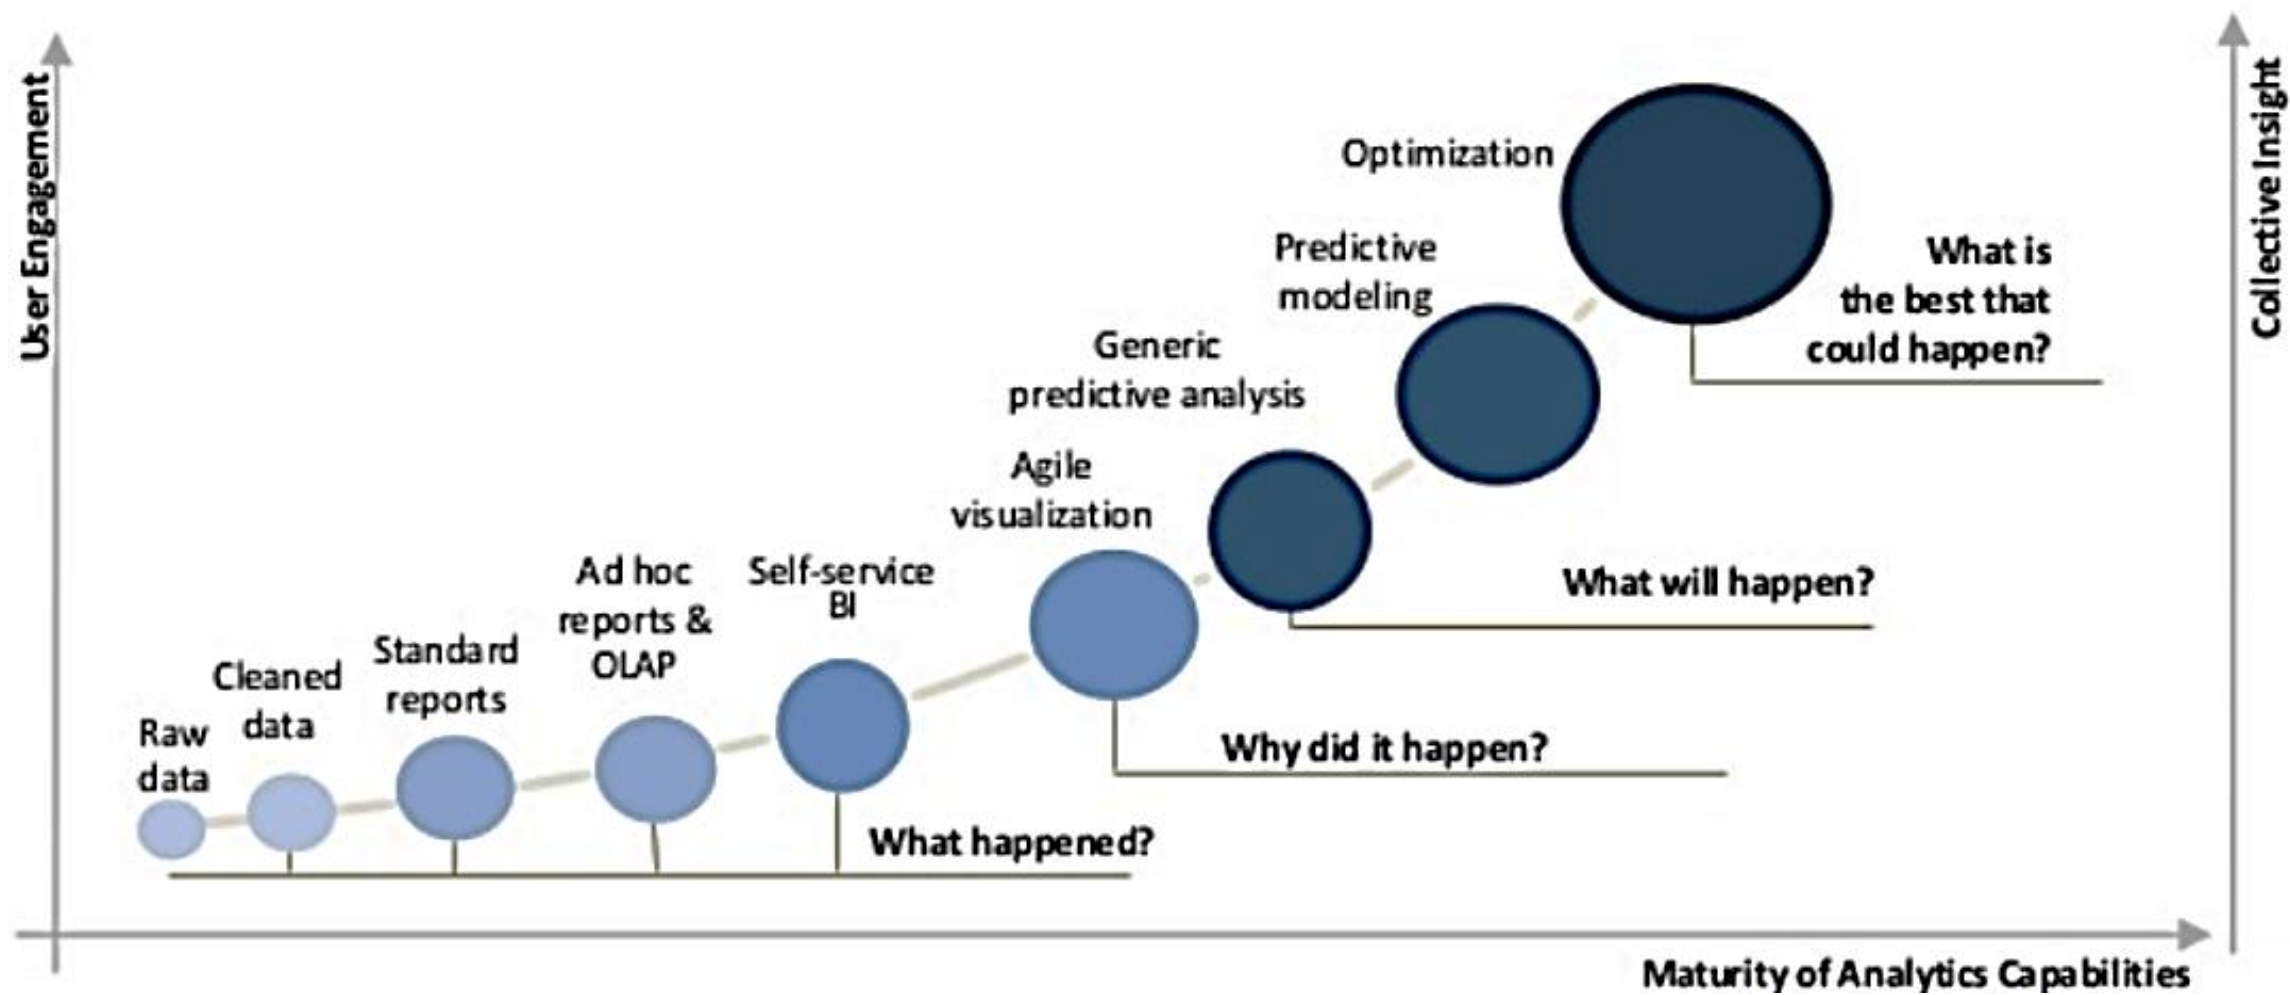 User Engagement
Collective Insight
Optimization
Predictive
modeling
What is
the best that
could happen?
Generic
predictive analysis
Agile
visualization
What will happen?
Self-service
BI
Ad hoc
reports &
OLAP
Standard
reports
Cleaned
data
Raw
data
Why did it happen?
What happened?
Maturity of Analytics Capabilities